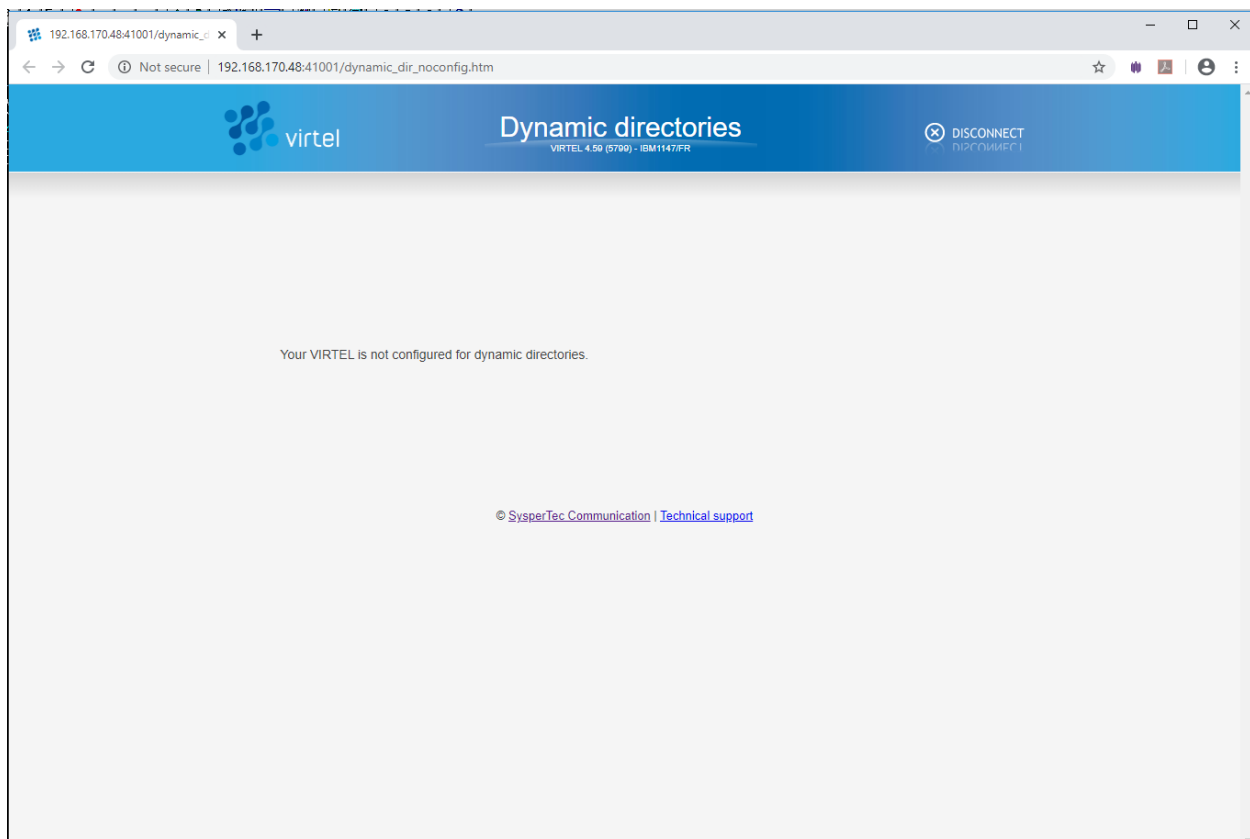 192.168.170.48:41001/dynamic_d
Not secure | 192.168.170.48:41001/dynamic_dir_noconfig.htm
virtel
Dynamic directories
VIRTEL 4.59 (5799) - IBM1147/FR
DISCONNECT
Your VIRTEL is not configured for dynamic directories.
© SysperTec Communication | Technical support